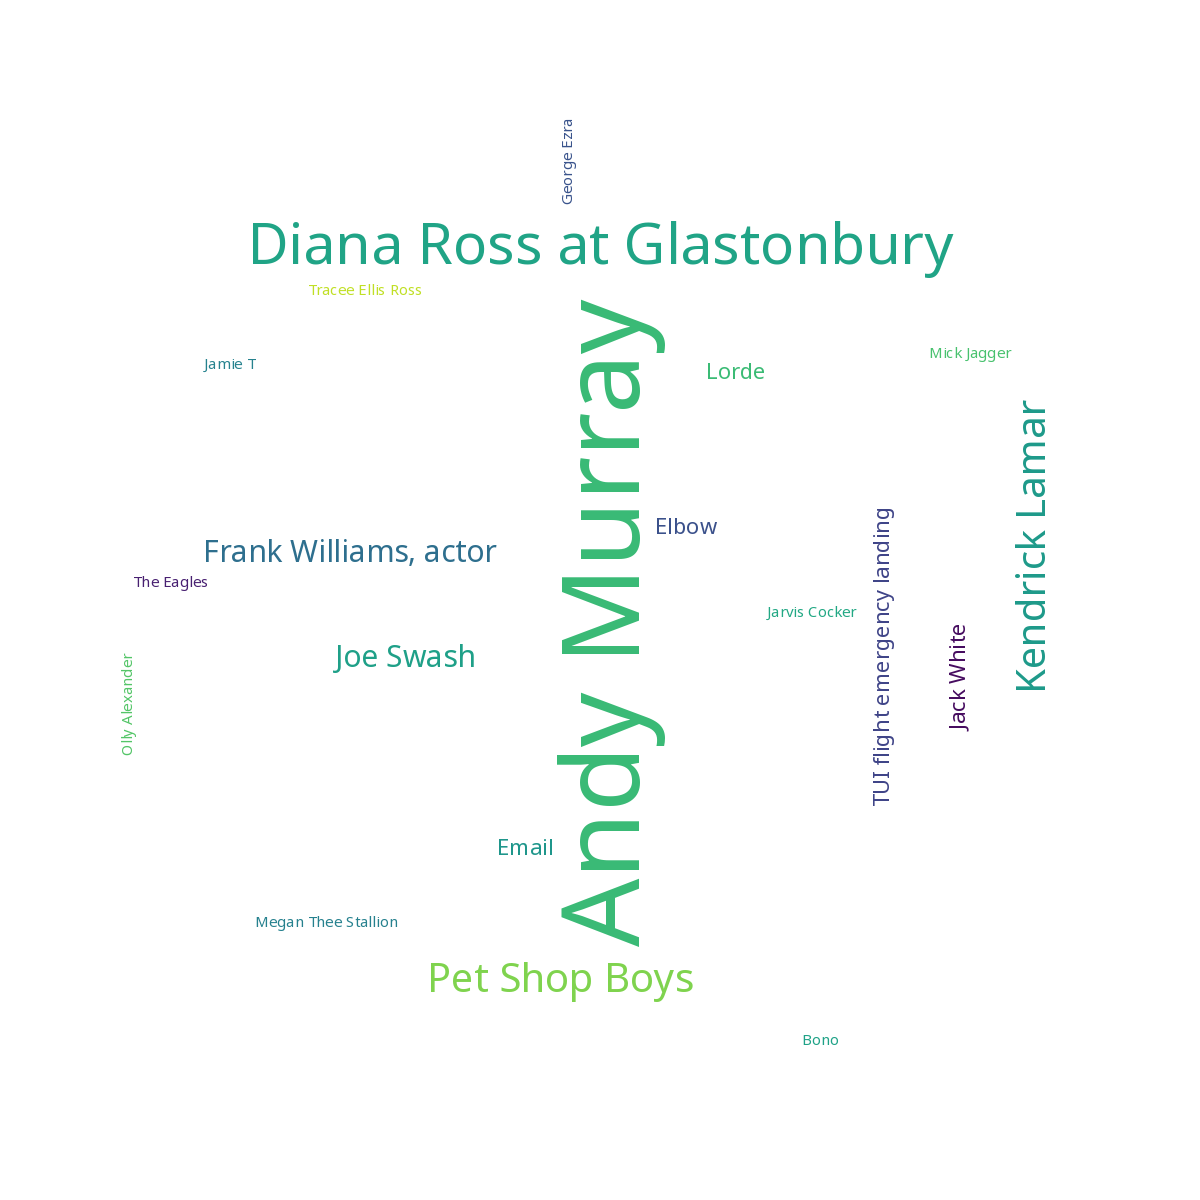 George Ezra
Diana Ross at Glastonbury
Tracee Ellis Ross
Andy Murray
Jamie T
Lorde
Mick Jagger
Kendrick Lamar
Elbow
TUI flight emergency landing
Frank Williams, actor
The Eagles
Jarvis Cocker
Jack White
Joe Swash
Olly Alexander
Email
Megan Thee Stallion
Pet Shop Boys
Bono